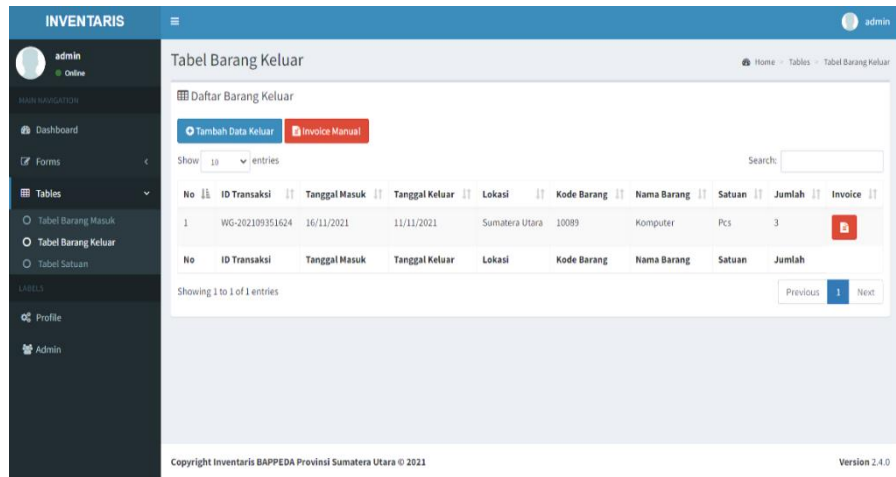 INVENTARIS
admin
admin
Online
MAIN NAVIGATION
Dashboard
Forms
Tables
Tabel Barang Masuk
Tabel Barang Keluar
Tabel Satuan
LABELS
Profile
Admin
Tabel Barang Keluar
Home > Tables > Tabel Barang Keluar
Daftar Barang Keluar
Tambah Data Keluar Invoice Manual
Show 10 entries Search:
No ID Transaksi Tanggal Masuk Tanggal Keluar Lokasi Kode Barang Nama Barang Satuan Jumlah Invoice
1 WG-202109351624 16/11/2021 11/11/2021 Sumatera Utara 10089 Komputer Pcs 3
No ID Transaksi Tanggal Masuk Tanggal Keluar Lokasi Kode Barang Nama Barang Satuan Jumlah
Showing 1 to 1 of 1 entries
Previous 1 Next
Copyright Inventaris BAPPEDA Provinsi Sumatera Utara © 2021 Version 2.4.0